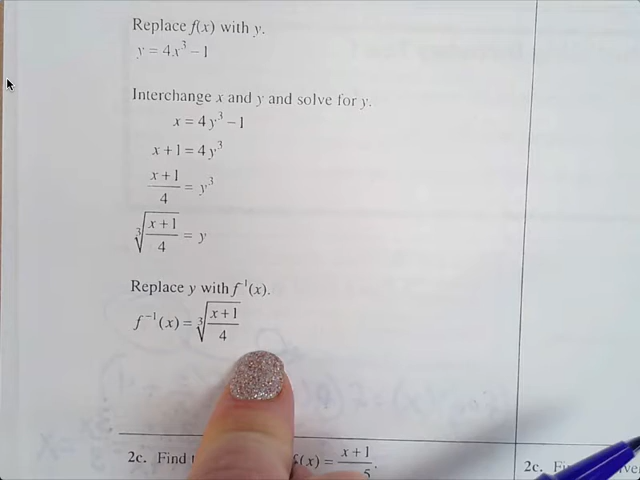 Replace f(x) with y.
y = 4x³ − 1
Interchange x and y and solve for y.
x = 4y³ − 1
x + 1 = 4y³
(x + 1)/4 = y³
∛((x + 1)/4) = y
Replace y with f⁻¹(x).
f⁻¹(x) = ∛((x + 1)/4)
2c. Find
(x) = x + 1
5
2c. Fi